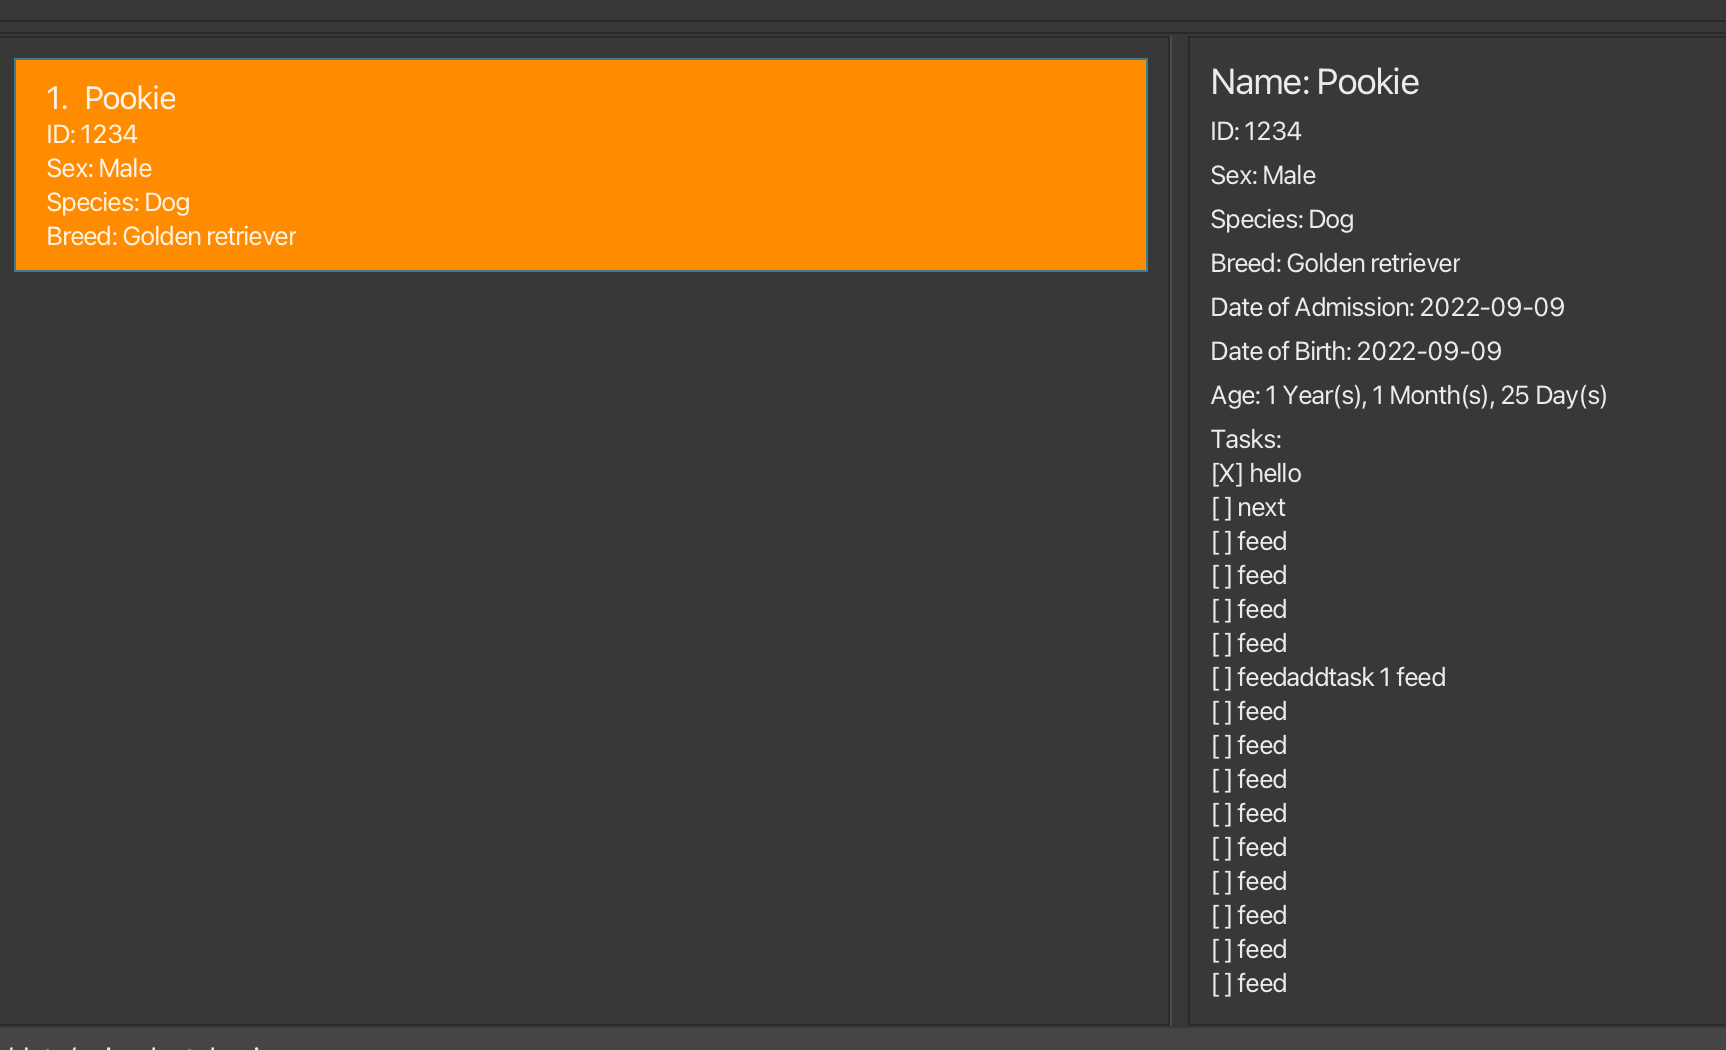 1. Pookie
ID: 1234
Sex: Male
Species: Dog
Breed: Golden retriever
Name: Pookie
ID: 1234
Sex: Male
Species: Dog
Breed: Golden retriever
Date of Admission: 2022-09-09
Date of Birth: 2022-09-09
Age: 1 Year(s), 1 Month(s), 25 Day(s)
Tasks:
[X] hello
[ ] next
[ ] feed
[ ] feed
[ ] feed
[ ] feed
[ ] feedaddtask 1 feed
[ ] feed
[ ] feed
[ ] feed
[ ] feed
[ ] feed
[ ] feed
[ ] feed
[ ] feed
[ ] feed